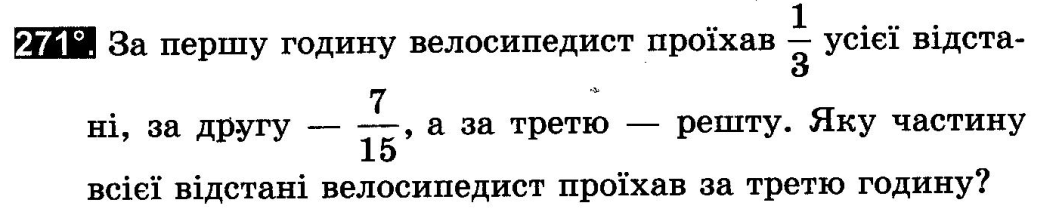 271°. За першу годину велосипедист проїхав 1/3 усієї відста-
ні, за другу — 7/15, а за третю — решту. Яку частину
всієї відстані велосипедист проїхав за третю годину?